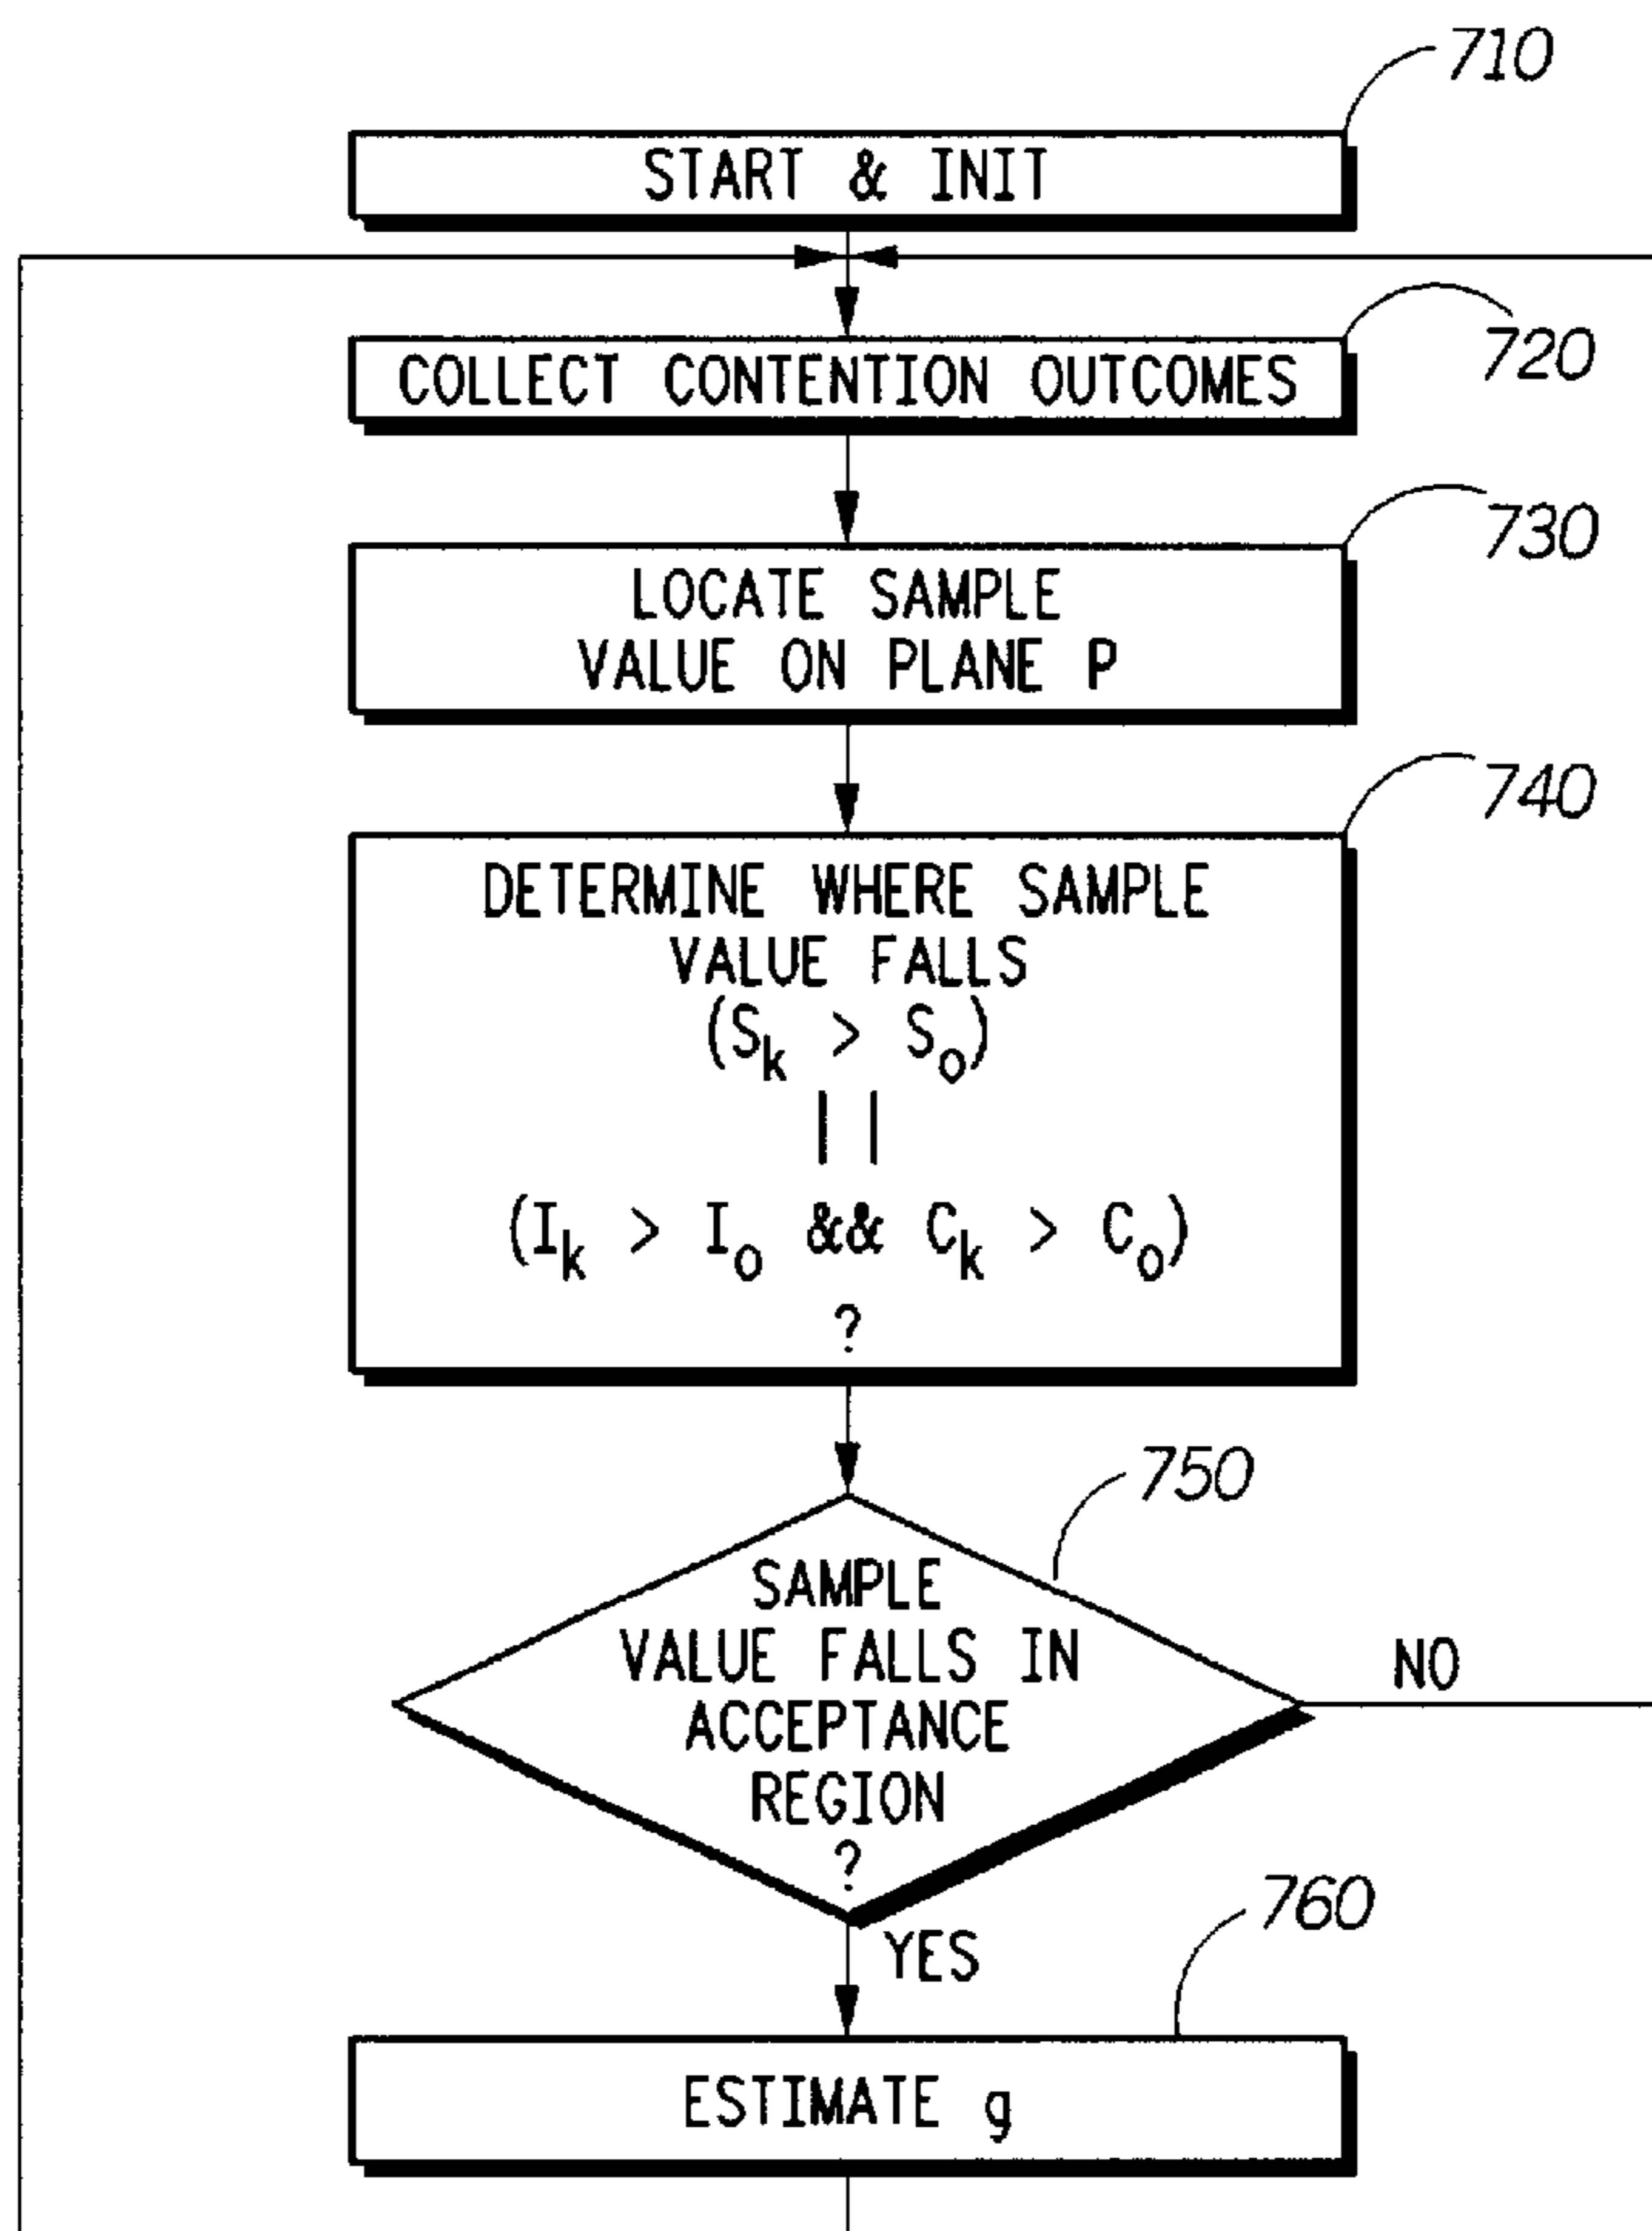 710
START & INIT
720
COLLECT CONTENTION OUTCOMES
730
LOCATE SAMPLE
VALUE ON PLANE P
740
DETERMINE WHERE SAMPLE
VALUE FALLS
(Sk > So)
||
(Ik > Io && Ck > Co)
?
750
SAMPLE
VALUE FALLS IN
ACCEPTANCE
REGION
?
NO
YES
760
ESTIMATE g